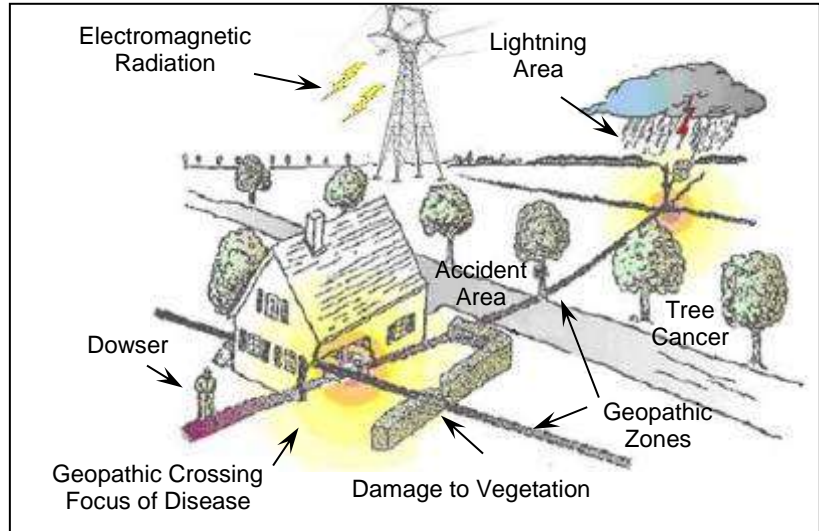 Electromagnetic
Radiation
Lightning
Area
Accident
Area
Tree
Cancer
Dowser
Geopathic
Zones
Geopathic Crossing
Focus of Disease
Damage to Vegetation